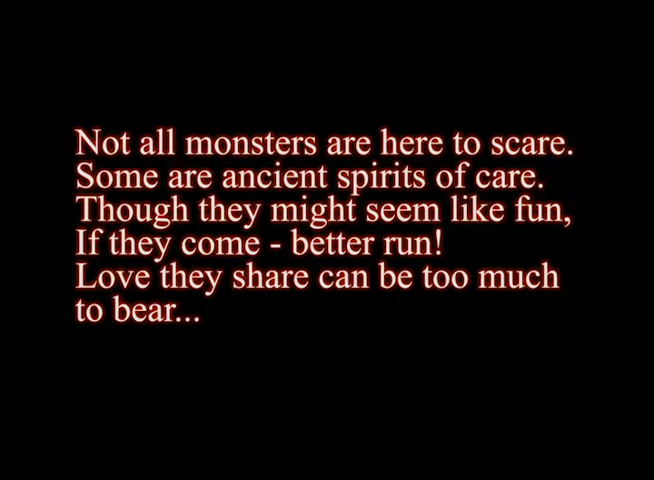 Not all monsters are here to scare.
Some are ancient spirits of care.
Though they might seem like fun,
If they come - better run!
Love they share can be too much
to bear...